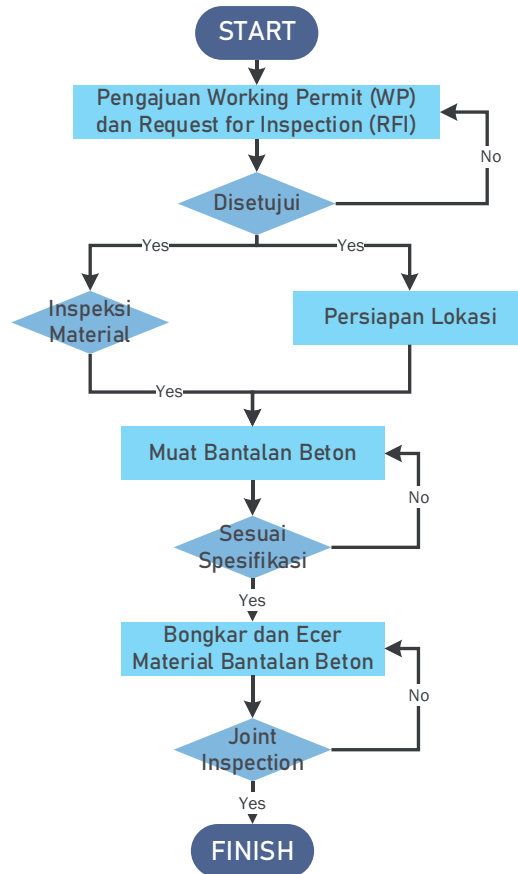 START
Pengajuan Working Permit (WP)
dan Request for Inspection (RFI)
No
Disetujui
Yes
Yes
Inspeksi
Material
Persiapan Lokasi
Yes
Muat Bantalan Beton
No
Sesuai
Spesifikasi
Yes
Bongkar dan Ecer
Material Bantalan Beton
No
Joint
Inspection
Yes
FINISH